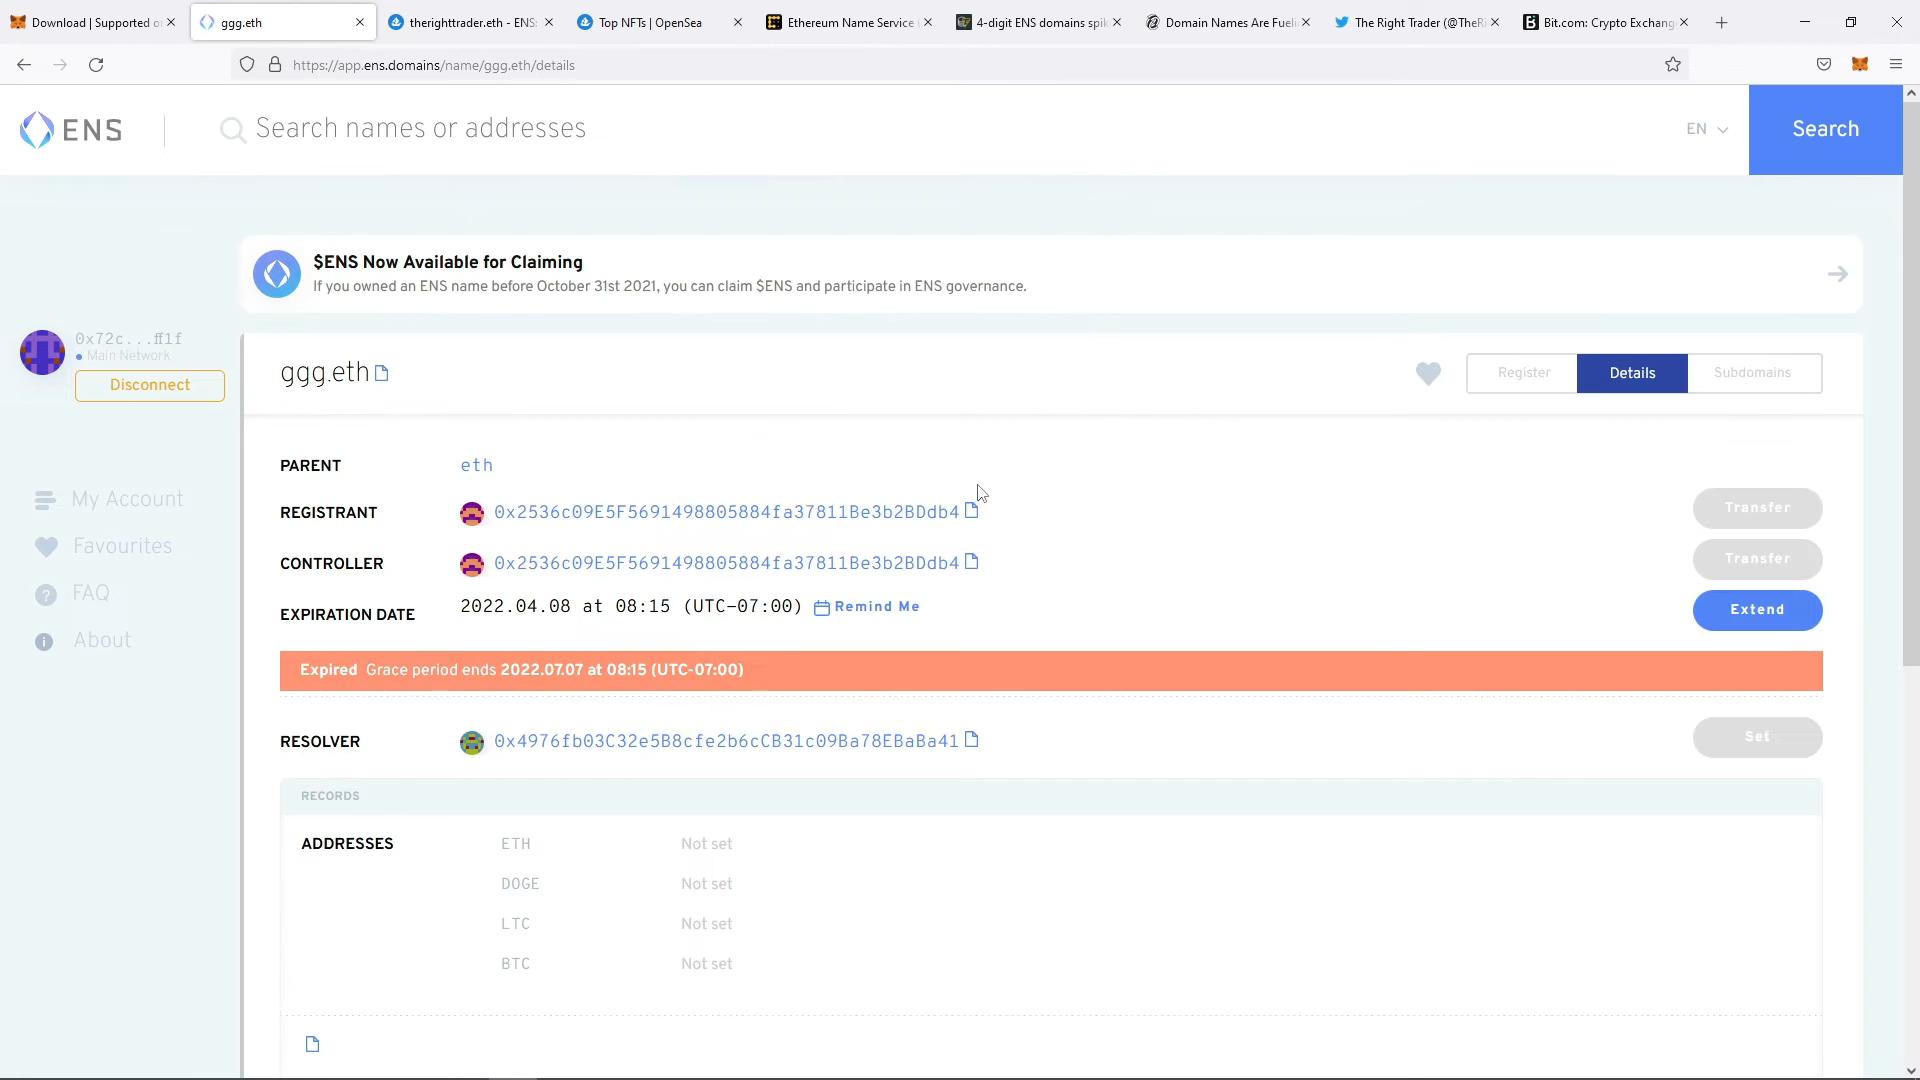 Download | Supported o
ggg.eth
therighttrader.eth - ENS:
Top NFTs | OpenSea
Ethereum Name Service (
4-digit ENS domains spik
Domain Names Are Fueli
The Right Trader (@TheRi
Bit.com: Crypto Exchang
https://app.ens.domains/name/ggg.eth/details
ENS
Search names or addresses
EN
Search
$ENS Now Available for Claiming
If you owned an ENS name before October 31st 2021, you can claim $ENS and participate in ENS governance.
0x72c...ff1f
Main Network
Disconnect
My Account
Favourites
FAQ
About
ggg.eth
Register
Details
Subdomains
PARENT
eth
REGISTRANT
0x2536c09E5F5691498805884fa37811Be3b2BDdb4
Transfer
CONTROLLER
0x2536c09E5F5691498805884fa37811Be3b2BDdb4
Transfer
EXPIRATION DATE
2022.04.08 at 08:15 (UTC-07:00)
Remind Me
Extend
Expired Grace period ends 2022.07.07 at 08:15 (UTC-07:00)
RESOLVER
0x4976fb03C32e5B8cfe2b6cCB31c09Ba78EBaBa41
Set
RECORDS
ADDRESSES
ETH
Not set
DOGE
Not set
LTC
Not set
BTC
Not set